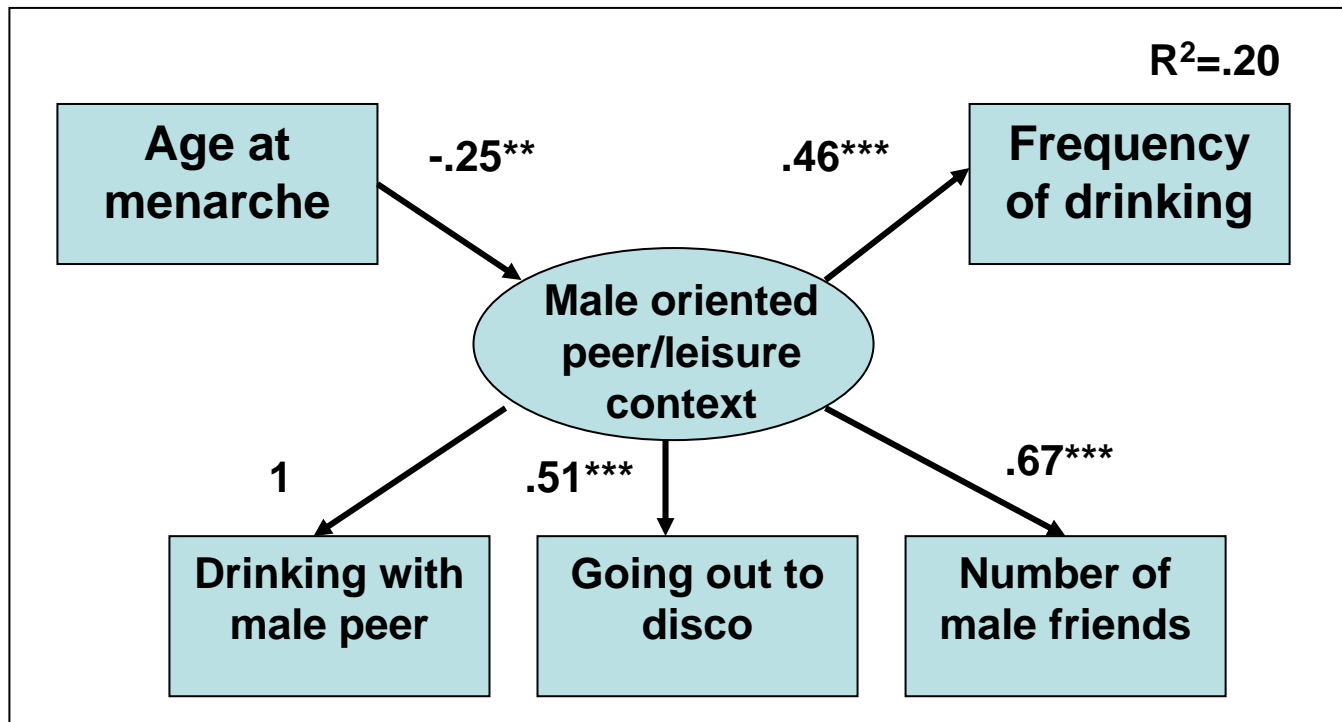 R²=.20
Age at
menarche
-.25**
.46***
Frequency
of drinking
Male oriented
peer/leisure
context
1
.51***
.67***
Drinking with
male peer
Going out to
disco
Number of
male friends